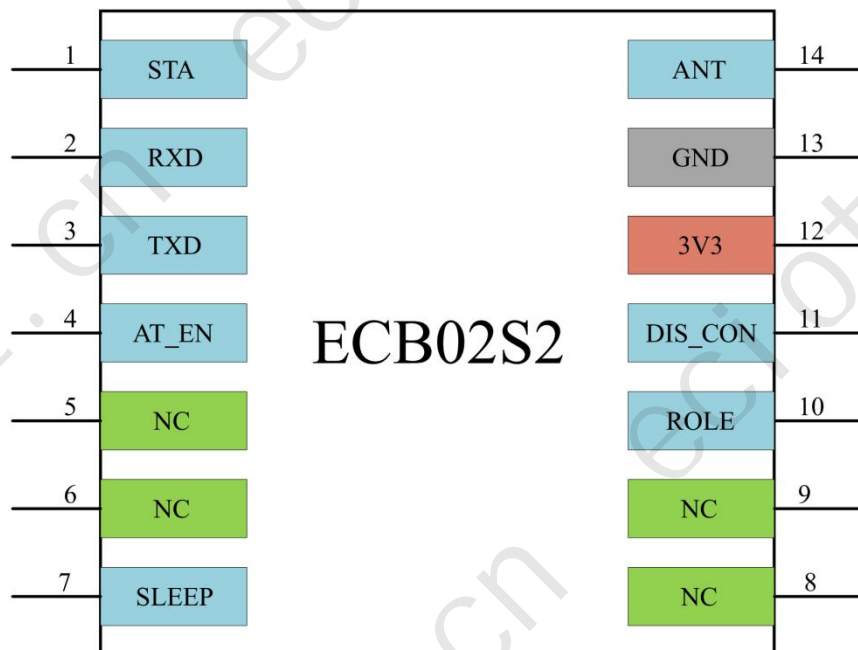 1 STA ANT 14
2 RXD GND 13
3 TXD 3V3 12
4 AT_EN DIS_CON 11
ECB02S2
5 NC ROLE 10
6 NC NC 9
7 SLEEP NC 8